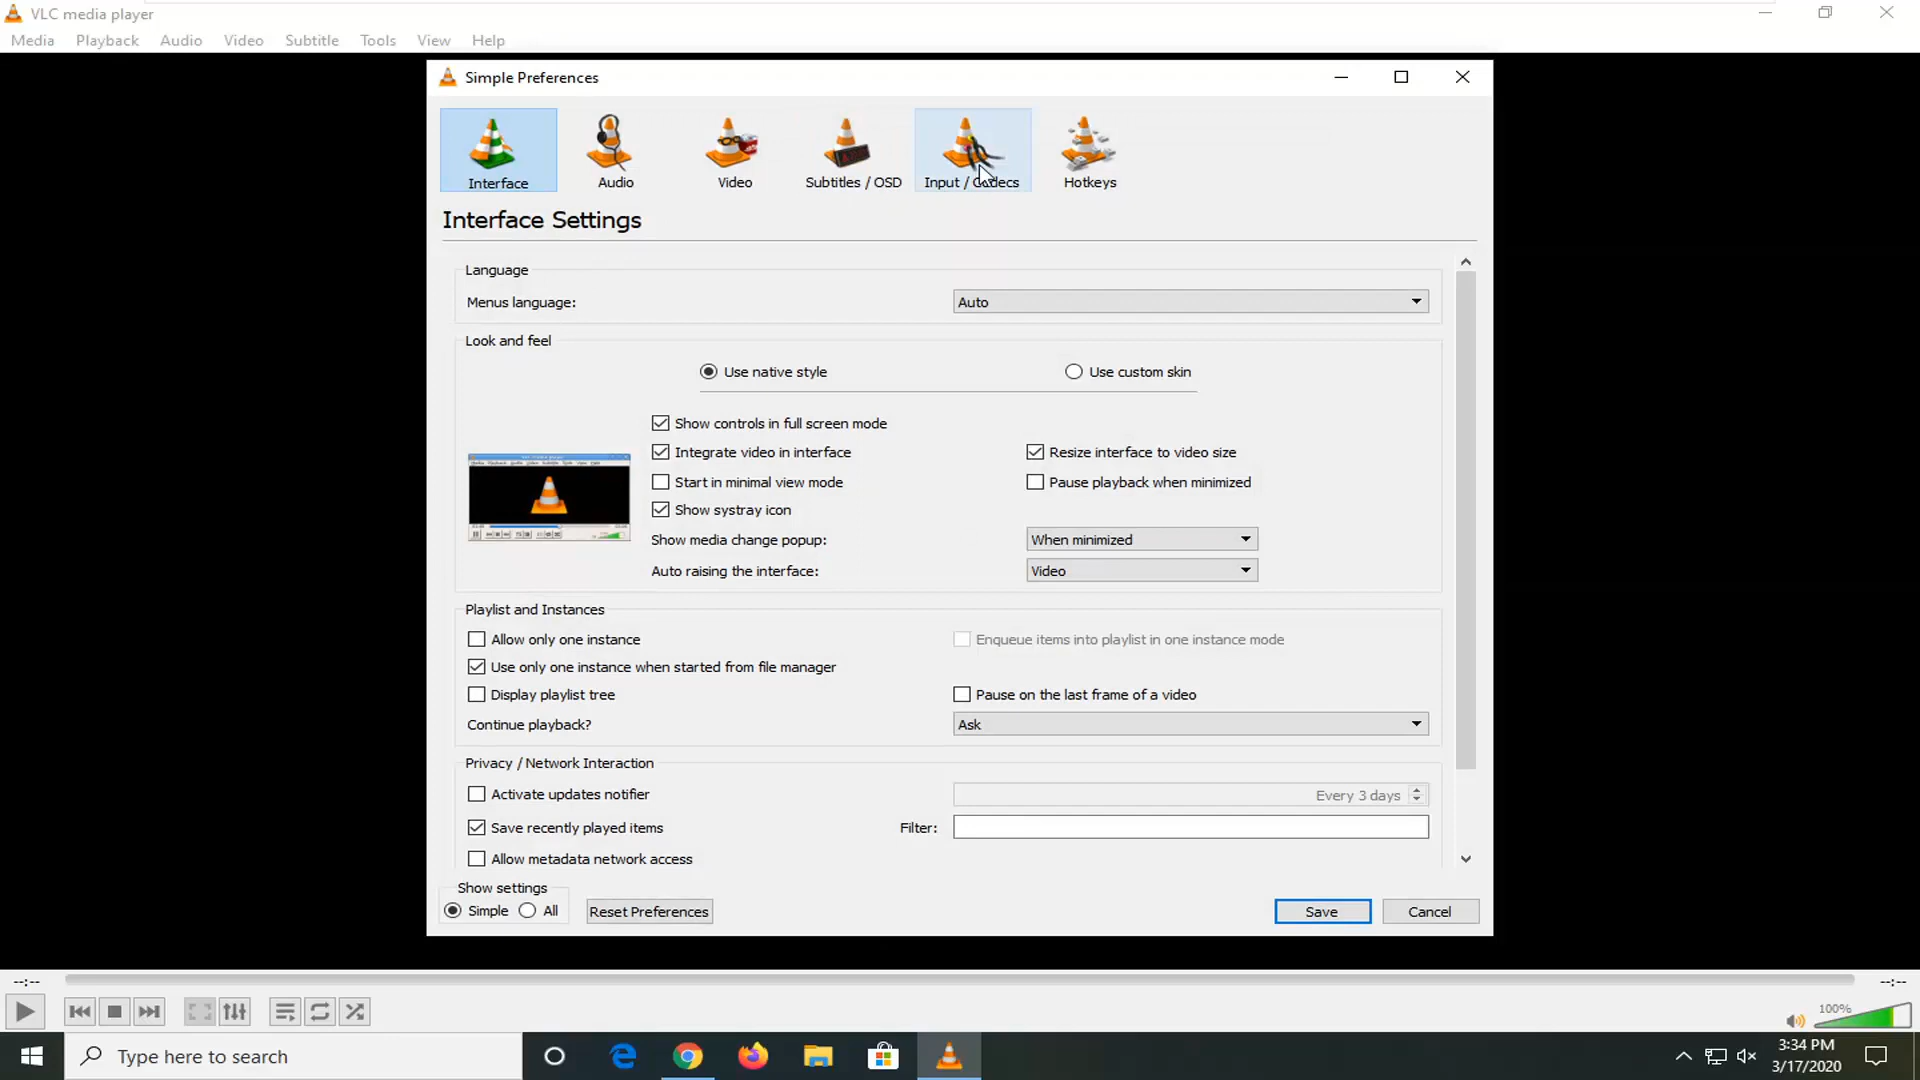 VLC media player
Media Playback Audio Video Subtitle Tools View Help
Simple Preferences
Interface Audio Video Subtitles / OSD Input / Codecs Hotkeys
Interface Settings
Language
Menus language: Auto
Look and feel
Use native style Use custom skin
Show controls in full screen mode
Integrate video in interface Resize interface to video size
Start in minimal view mode Pause playback when minimized
Show systray icon
Show media change popup: When minimized
Auto raising the interface: Video
Playlist and Instances
Allow only one instance Enqueue items into playlist in one instance mode
Use only one instance when started from file manager
Display playlist tree Pause on the last frame of a video
Continue playback? Ask
Privacy / Network Interaction
Activate updates notifier Every 3 days
Save recently played items Filter:
Allow metadata network access
Show settings
Simple All Reset Preferences Save Cancel
--:-- --:--
100%
Type here to search
3:34 PM
3/17/2020